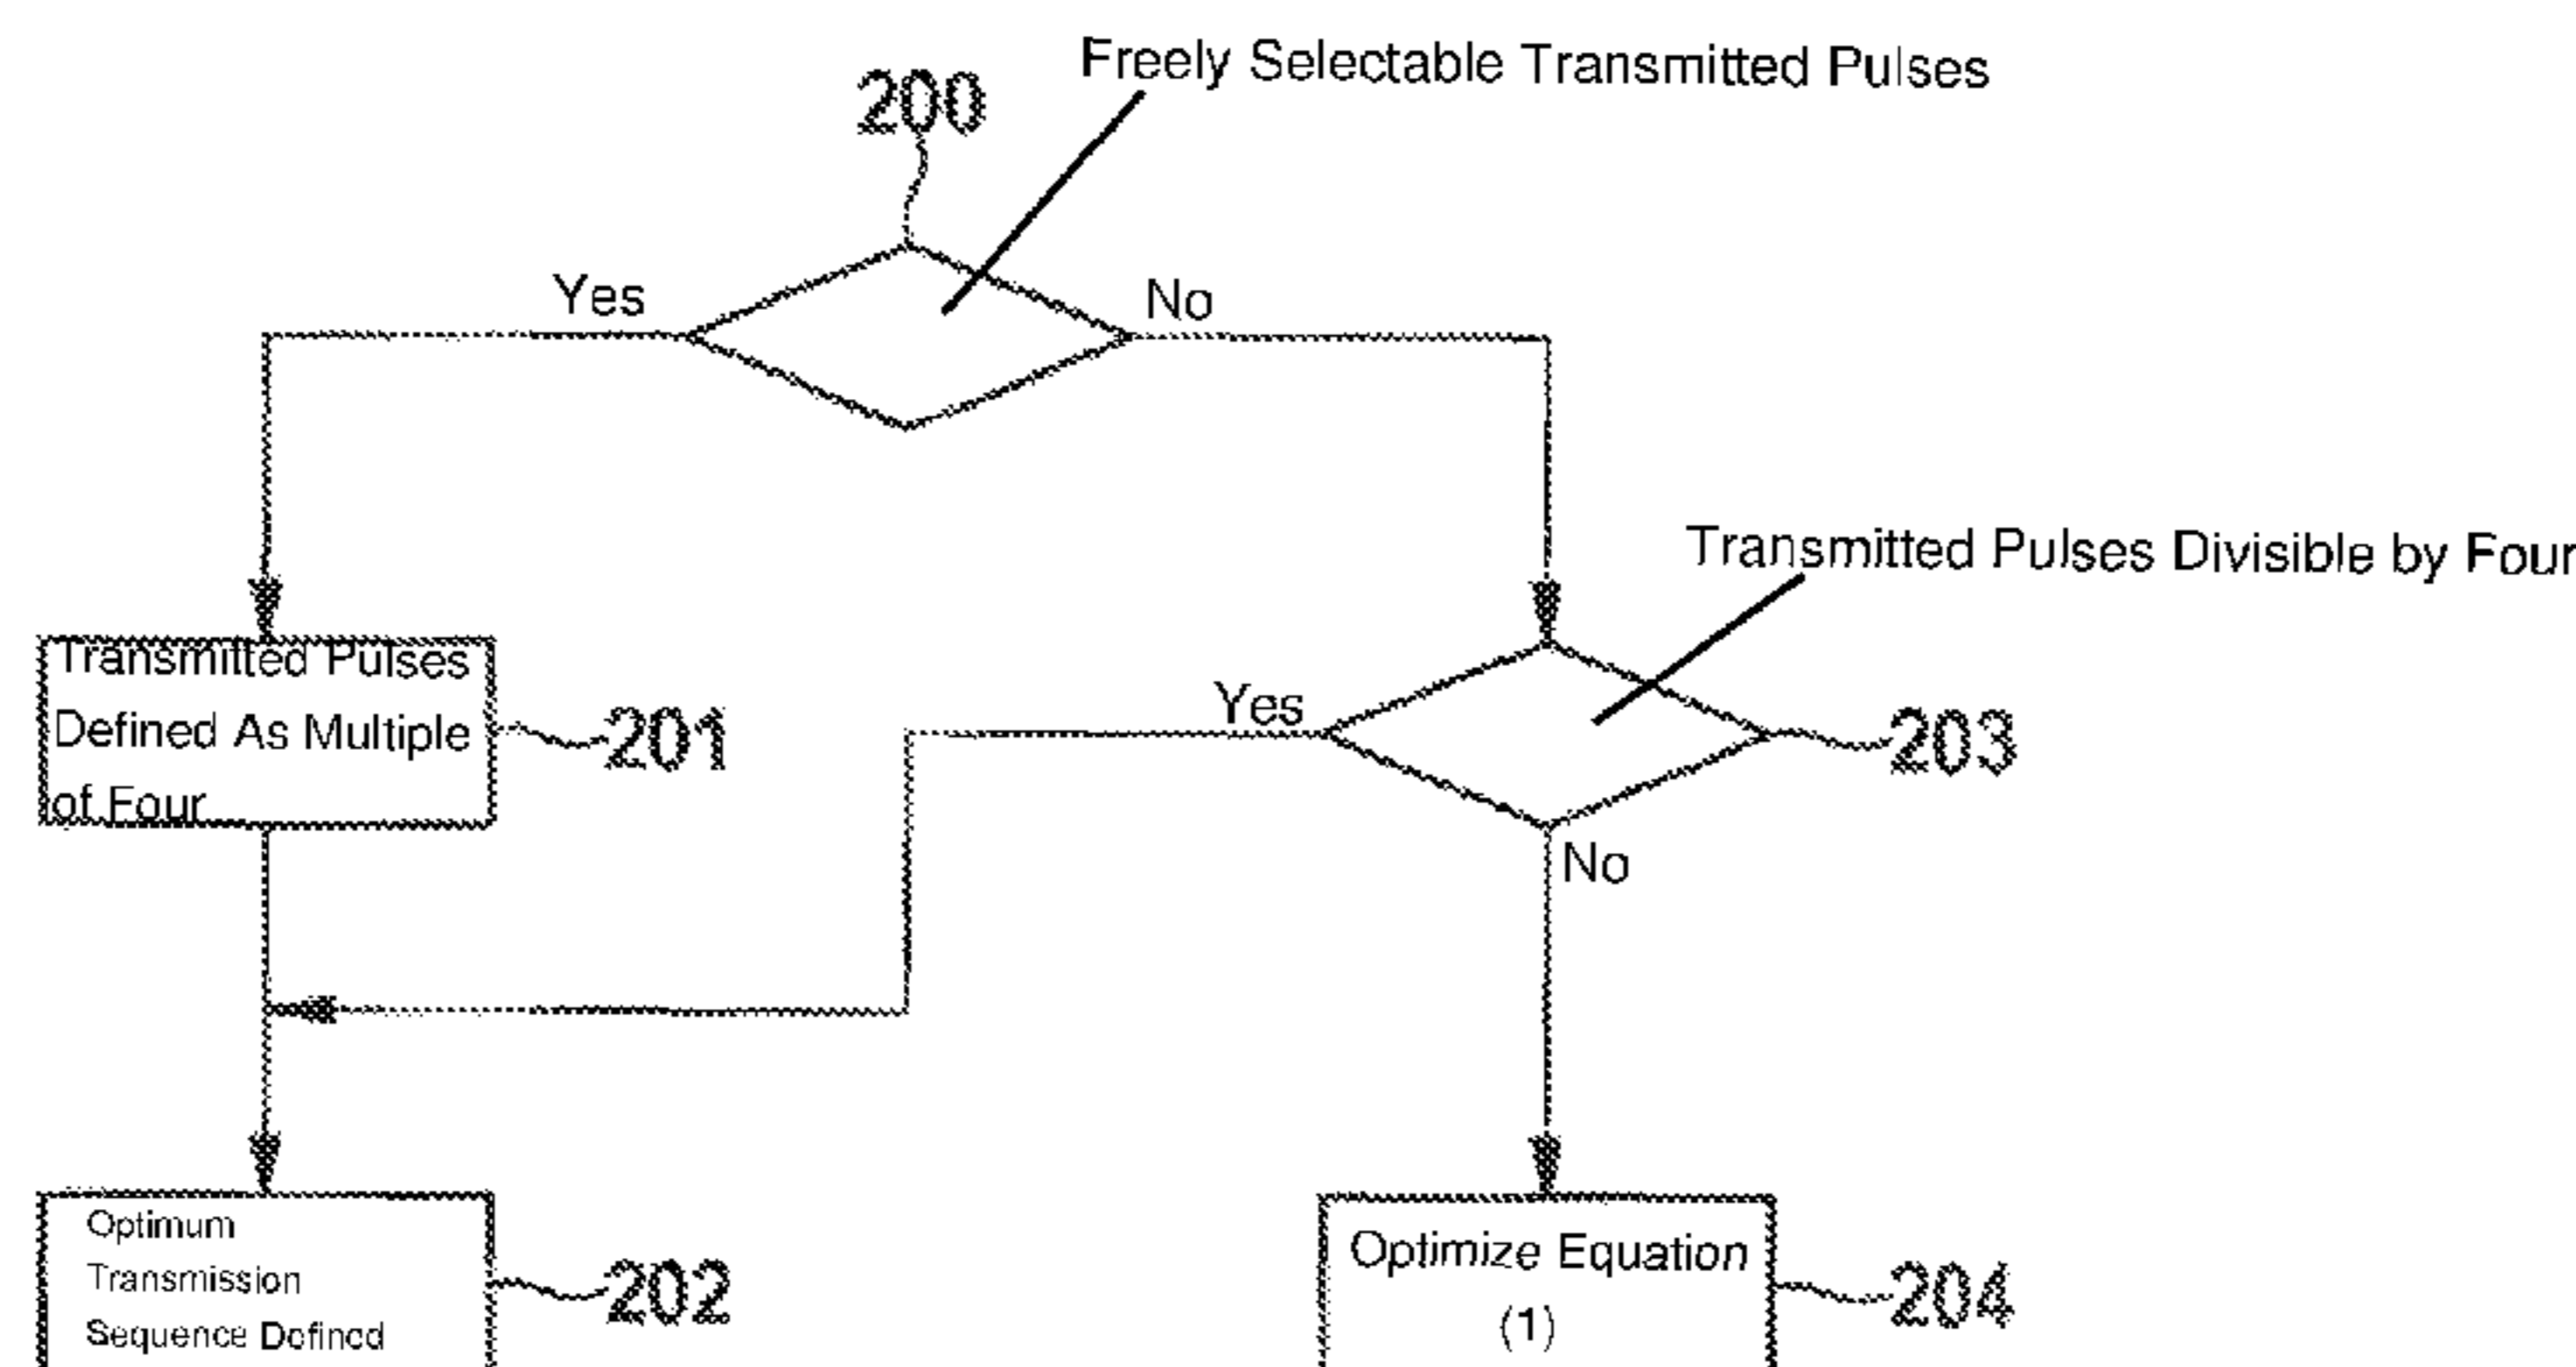 Freely Selectable Transmitted Pulses
200
Yes
No
Transmitted Pulses Divisible by Four
Transmitted Pulses
Defined As Multiple
of Four
201
Yes
203
No
Optimum
Transmission
Sequence Defined
202
Optimize Equation
(1)
204